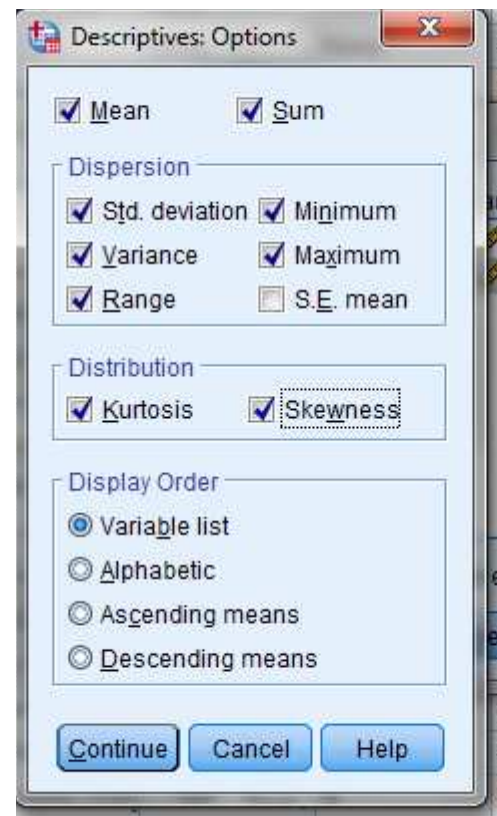 Descriptives: Options
Mean Sum
Dispersion
Std. deviation Minimum
Variance Maximum
Range S.E. mean
Distribution
Kurtosis Skewness
Display Order
Variable list
Alphabetic
Ascending means
Descending means
Continue Cancel Help